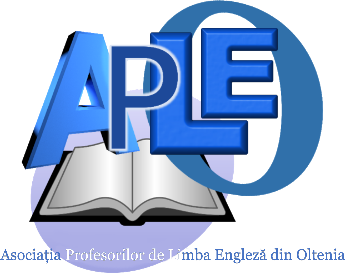 APLEO
Asociația Profesorilor de Limba Engleză din Oltenia